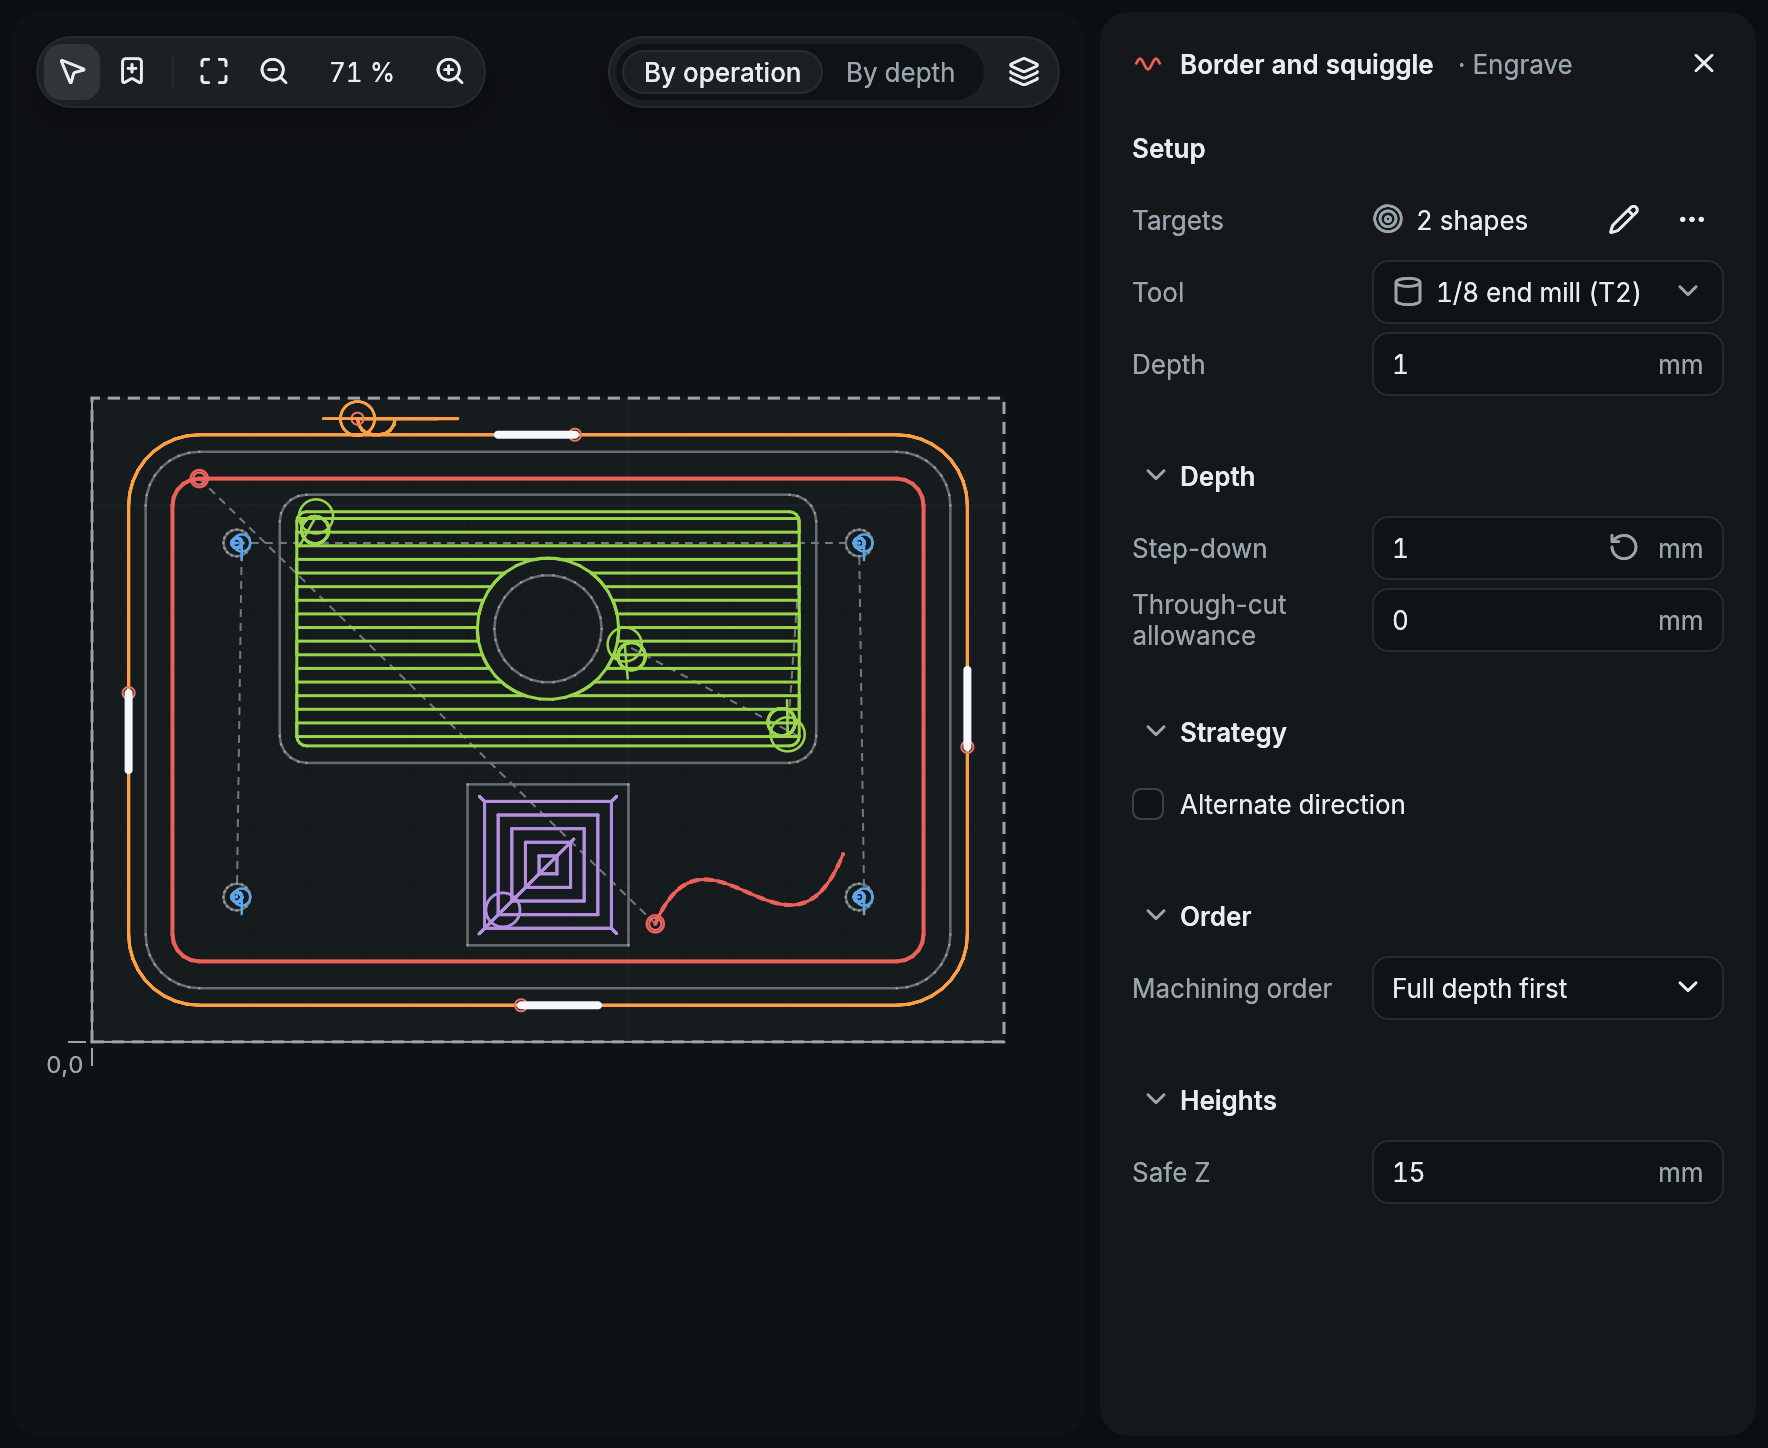 71 %
By operation
By depth
0,0
Border and squiggle · Engrave
Setup
Targets
2 shapes
Tool
1/8 end mill (T2)
Depth
1 mm
Depth
Step-down
1 mm
Through-cut
allowance
0 mm
Strategy
Alternate direction
Order
Machining order
Full depth first
Heights
Safe Z
15 mm